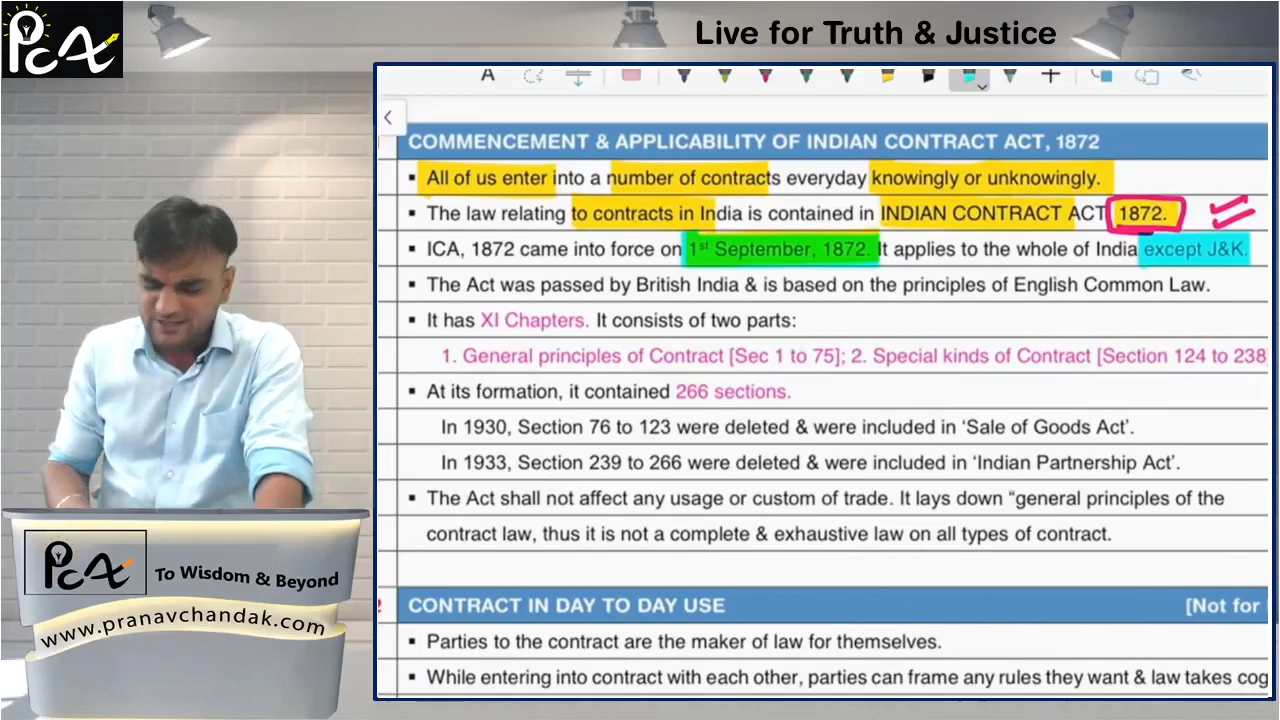 PCA
Live for Truth & Justice
A
COMMENCEMENT & APPLICABILITY OF INDIAN CONTRACT ACT, 1872
▪ All of us enter into a number of contracts everyday knowingly or unknowingly.
▪ The law relating to contracts in India is contained in INDIAN CONTRACT ACT 1872.
▪ ICA, 1872 came into force on 1st September, 1872. It applies to the whole of India except J&K.
▪ The Act was passed by British India & is based on the principles of English Common Law.
▪ It has XI Chapters. It consists of two parts:
1. General principles of Contract [Sec 1 to 75]; 2. Special kinds of Contract [Section 124 to 238]
▪ At its formation, it contained 266 sections.
In 1930, Section 76 to 123 were deleted & were included in ‘Sale of Goods Act’.
In 1933, Section 239 to 266 were deleted & were included in ‘Indian Partnership Act’.
▪ The Act shall not affect any usage or custom of trade. It lays down “general principles of the
contract law, thus it is not a complete & exhaustive law on all types of contract.
2 CONTRACT IN DAY TO DAY USE [Not for
▪ Parties to the contract are the maker of law for themselves.
▪ While entering into contract with each other, parties can frame any rules they want & law takes cog
PCA To Wisdom & Beyond
www.pranavchandak.com